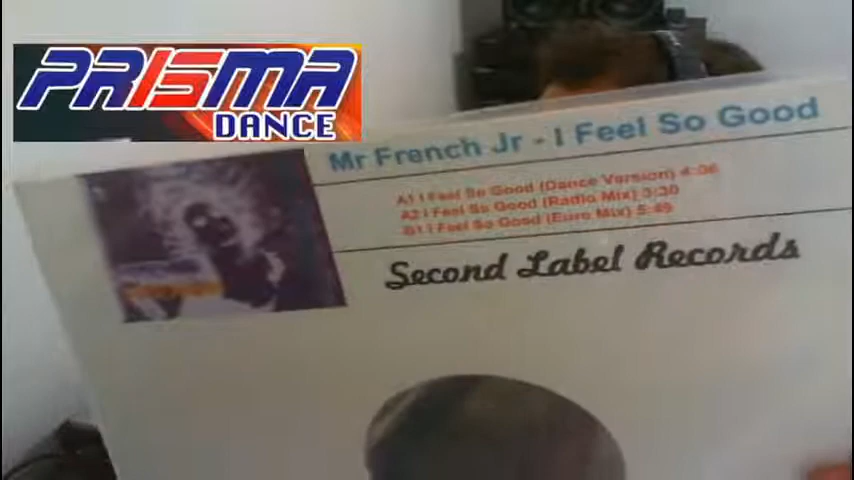 PRISMA
DANCE
Mr French Jr - I Feel So Good
A1 I Feel So Good (Dance Version) 4:06
A2 I Feel So Good (Radio Mix) 3:30
B1 I Feel So Good (Euro Mix) 5:49
Second Label Records